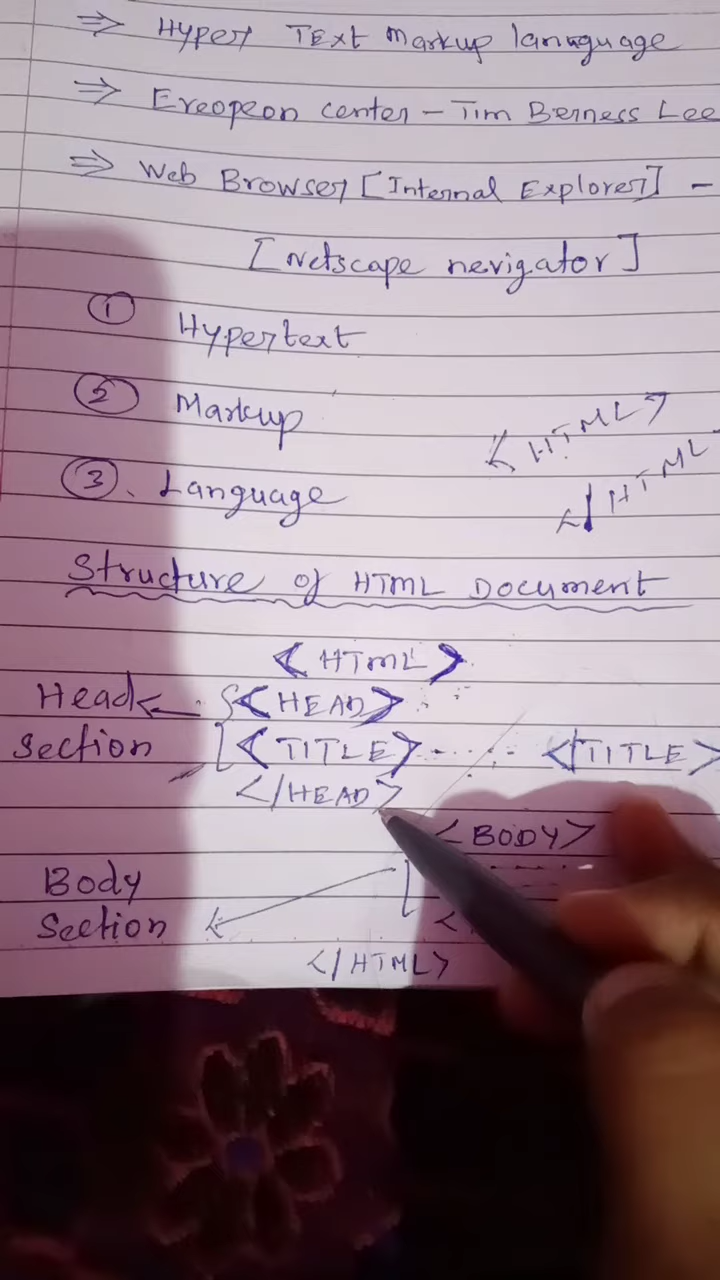 ⇒ Hyper TExt Markup lanuguage
⇒ Ereopeon center - Tim Berness Lee
⇒ Web Browser [Internal Explorer] -
[Netscape nevigator]
① Hypertext
② Markup
③. Language
<HTML>
</HTML
Structure of HTML Document
<HTML>
Head <HEAD>
section <TITLE> - - - - - </TITLE>
</HEAD>
<BODY>
Body
Section <
</HTML>